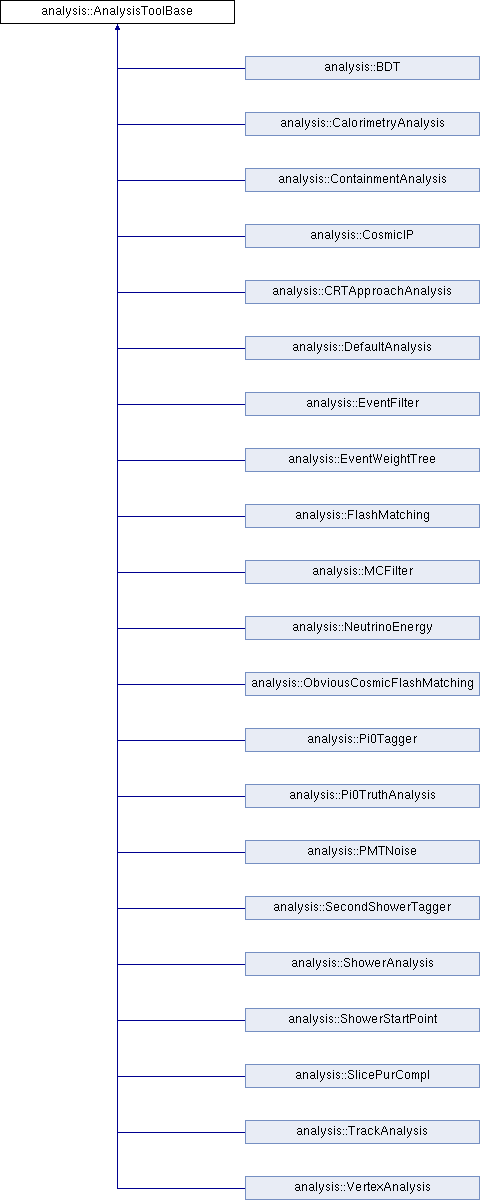 analysis::AnalysisToolBase
analysis::BDT
analysis::CalorimetryAnalysis
analysis::ContainmentAnalysis
analysis::CosmicIP
analysis::CRTApproachAnalysis
analysis::DefaultAnalysis
analysis::EventFilter
analysis::EventWeightTree
analysis::FlashMatching
analysis::MCFilter
analysis::NeutrinoEnergy
analysis::ObviousCosmicFlashMatching
analysis::Pi0Tagger
analysis::Pi0TruthAnalysis
analysis::PMTNoise
analysis::SecondShowerTagger
analysis::ShowerAnalysis
analysis::ShowerStartPoint
analysis::SlicePurCompl
analysis::TrackAnalysis
analysis::VertexAnalysis